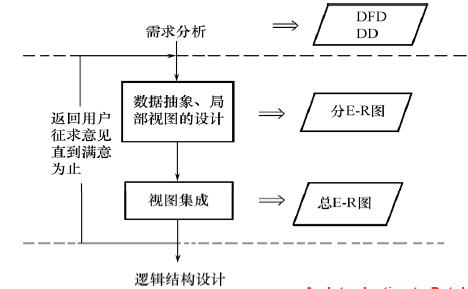 需求分析
DFD
DD
数据抽象、局
部视图的设计
分E-R图
返回用户
征求意见
直到满意
为止
视图集成
总E-R图
逻辑结构设计